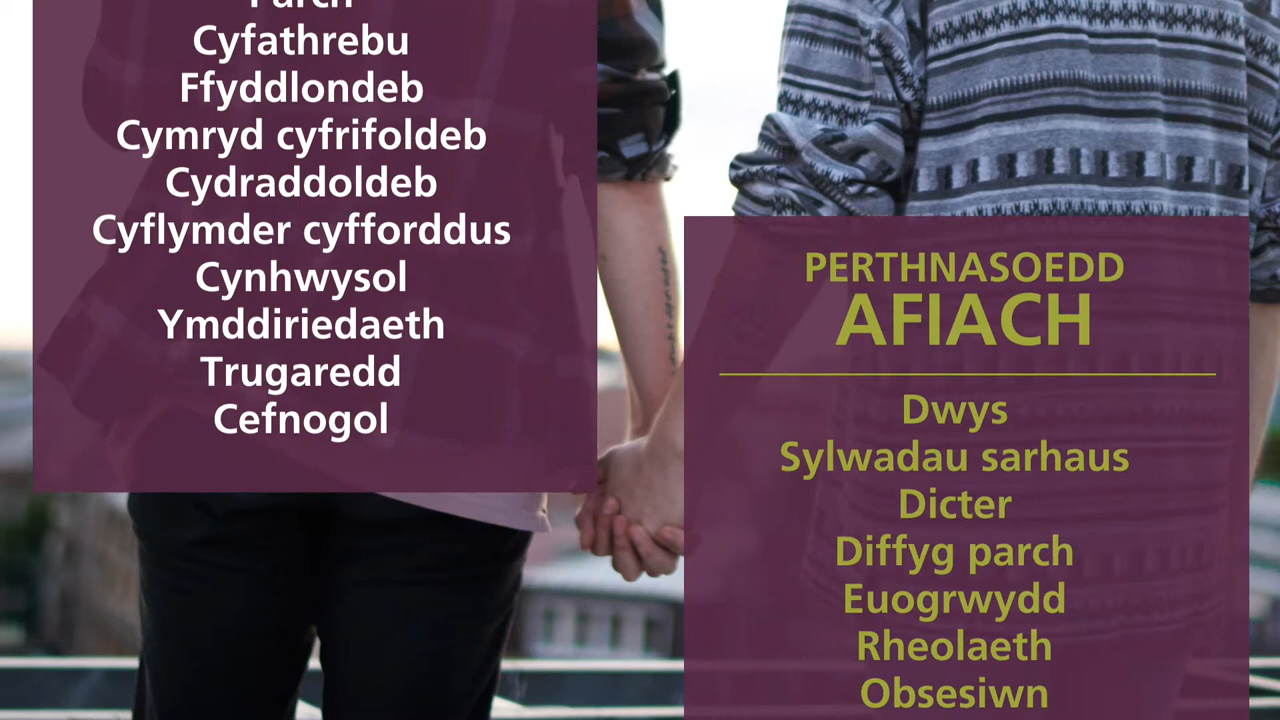 Parch
Cyfathrebu
Ffyddlondeb
Cymryd cyfrifoldeb
Cydraddoldeb
Cyflymder cyfforddus
Cynhwysol
Ymddiriedaeth
Trugaredd
Cefnogol
PERTHNASOEDD
AFIACH
Dwys
Sylwadau sarhaus
Dicter
Diffyg parch
Euogrwydd
Rheolaeth
Obsesiwn